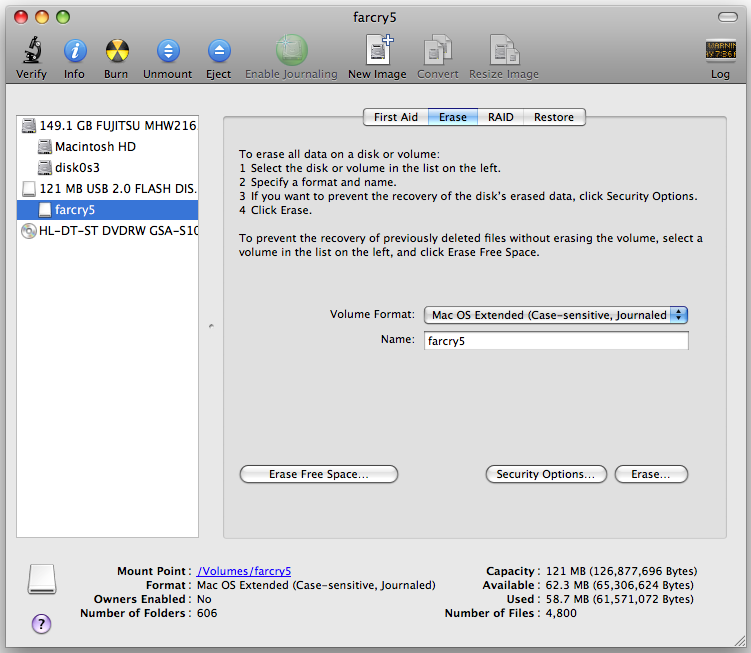 farcry5
Verify Info Burn Unmount Eject Enable Journaling New Image Convert Resize Image Log
149.1 GB FUJITSU MHW216
Macintosh HD
disk0s3
121 MB USB 2.0 FLASH DIS.
farcry5
HL-DT-ST DVDRW GSA-S10
First Aid Erase RAID Restore
To erase all data on a disk or volume:
1 Select the disk or volume in the list on the left.
2 Specify a format and name.
3 If you want to prevent the recovery of the disk's erased data, click Security Options.
4 Click Erase.
To prevent the recovery of previously deleted files without erasing the volume, select a
volume in the list on the left, and click Erase Free Space.
Volume Format: Mac OS Extended (Case-sensitive, Journaled
Name: farcry5
Erase Free Space... Security Options... Erase...
Mount Point : /Volumes/farcry5
Format : Mac OS Extended (Case-sensitive, Journaled)
Owners Enabled : No
Number of Folders : 606
Capacity : 121 MB (126,877,696 Bytes)
Available : 62.3 MB (65,306,624 Bytes)
Used : 58.7 MB (61,571,072 Bytes)
Number of Files : 4,800
?